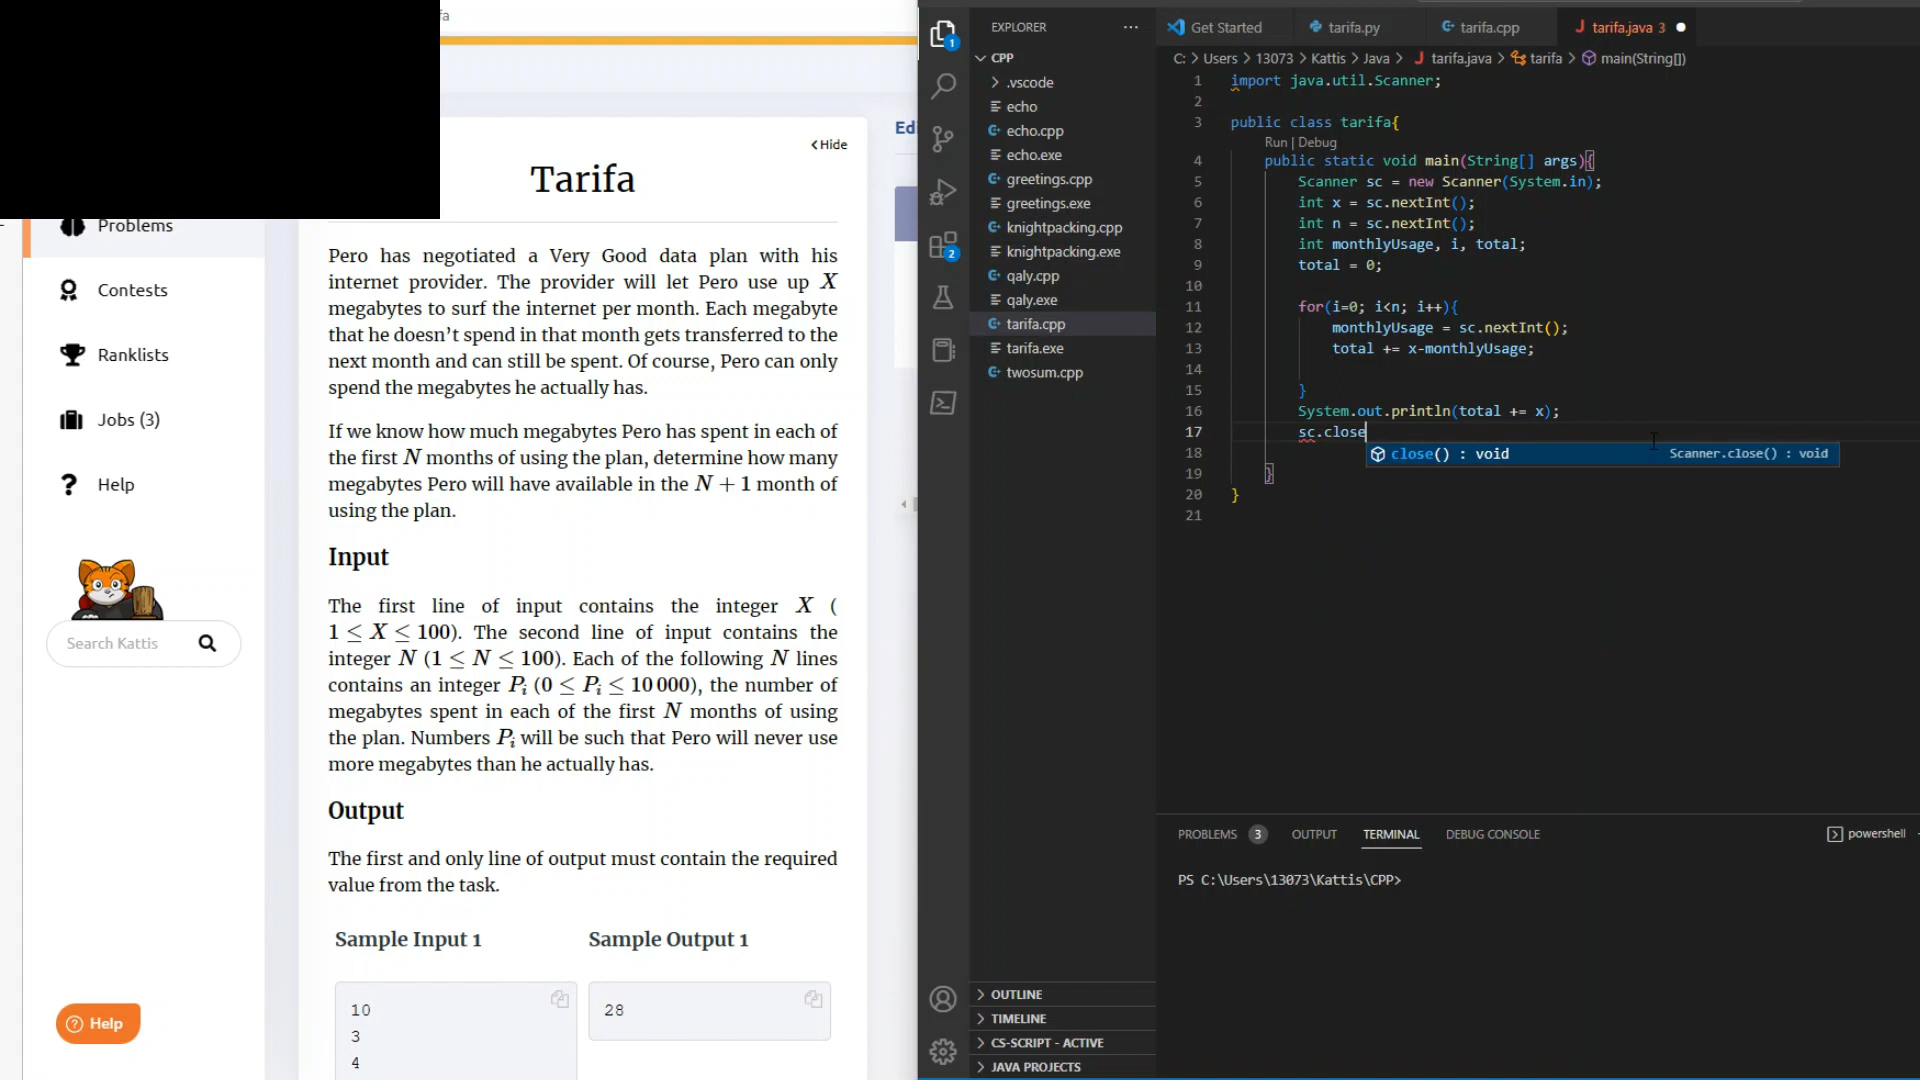 fa
Problems
Contests
Ranklists
Jobs (3)
Help
Search Kattis
Help
Hide
Tarifa
Pero has negotiated a Very Good data plan with his
internet provider. The provider will let Pero use up X
megabytes to surf the internet per month. Each megabyte
that he doesn't spend in that month gets transferred to the
next month and can still be spent. Of course, Pero can only
spend the megabytes he actually has.
If we know how much megabytes Pero has spent in each of
the first N months of using the plan, determine how many
megabytes Pero will have available in the N + 1 month of
using the plan.
Input
The first line of input contains the integer X (
1 ≤ X ≤ 100). The second line of input contains the
integer N (1 ≤ N ≤ 100). Each of the following N lines
contains an integer Pi (0 ≤ Pi ≤ 10 000), the number of
megabytes spent in each of the first N months of using
the plan. Numbers Pi will be such that Pero will never use
more megabytes than he actually has.
Output
The first and only line of output must contain the required
value from the task.
Sample Input 1
Sample Output 1
10
3
4
28
Edi
1
2
EXPLORER
CPP
.vscode
echo
echo.cpp
echo.exe
greetings.cpp
greetings.exe
knightpacking.cpp
knightpacking.exe
qaly.cpp
qaly.exe
tarifa.cpp
tarifa.exe
twosum.cpp
OUTLINE
TIMELINE
CS-SCRIPT - ACTIVE
JAVA PROJECTS
Get Started tarifa.py tarifa.cpp tarifa.java 3
C: > Users > 13073 > Kattis > Java > tarifa.java > tarifa > main(String[])
1 import java.util.Scanner;
2
3 public class tarifa{
Run | Debug
4 public static void main(String[] args){
5 Scanner sc = new Scanner(System.in);
6 int x = sc.nextInt();
7 int n = sc.nextInt();
8 int monthlyUsage, i, total;
9 total = 0;
10
11 for(i=0; i<n; i++){
12 monthlyUsage = sc.nextInt();
13 total += x-monthlyUsage;
14
15 }
16 System.out.println(total += x);
17 sc.close
close() : void Scanner.close() : void
18
19 }
20 }
21
PROBLEMS 3 OUTPUT TERMINAL DEBUG CONSOLE
powershell
PS C:\Users\13073\Kattis\CPP>